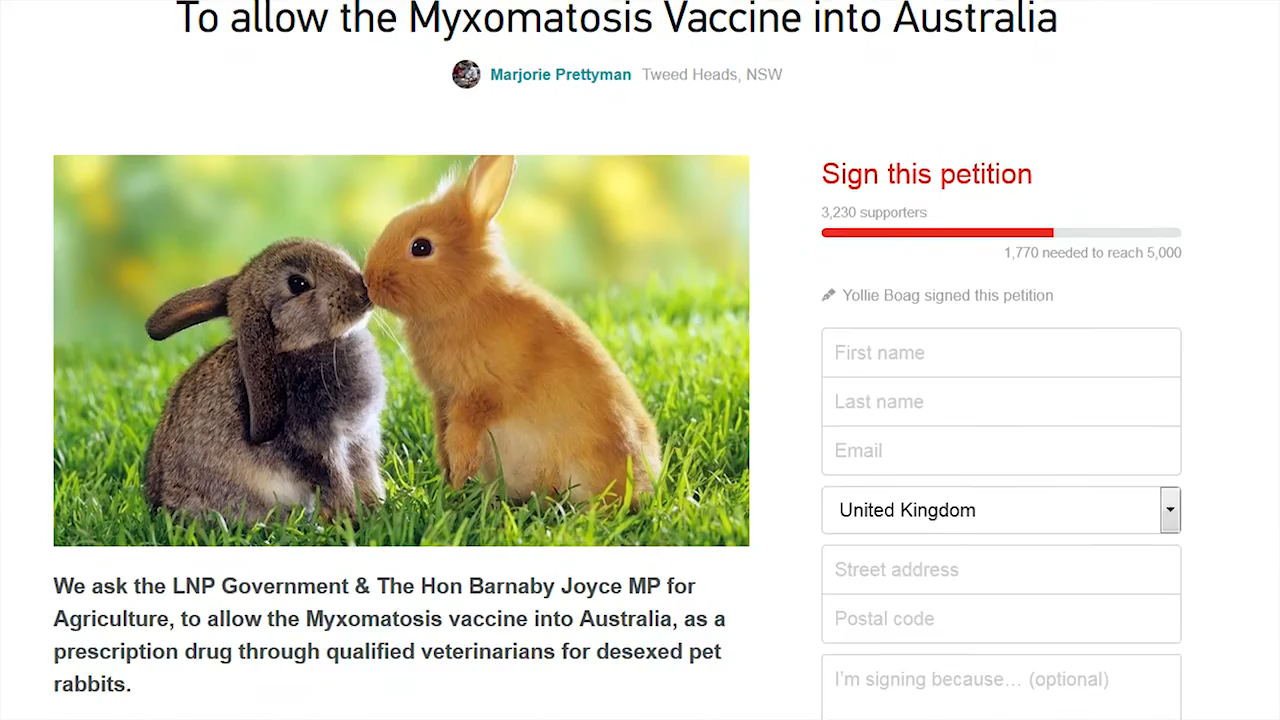 To allow the Myxomatosis Vaccine into Australia
Marjorie Prettyman Tweed Heads, NSW
We ask the LNP Government & The Hon Barnaby Joyce MP for
Agriculture, to allow the Myxomatosis vaccine into Australia, as a
prescription drug through qualified veterinarians for desexed pet
rabbits.
Sign this petition
3,230 supporters
1,770 needed to reach 5,000
Yollie Boag signed this petition
First name
Last name
Email
United Kingdom
Street address
Postal code
I'm signing because… (optional)